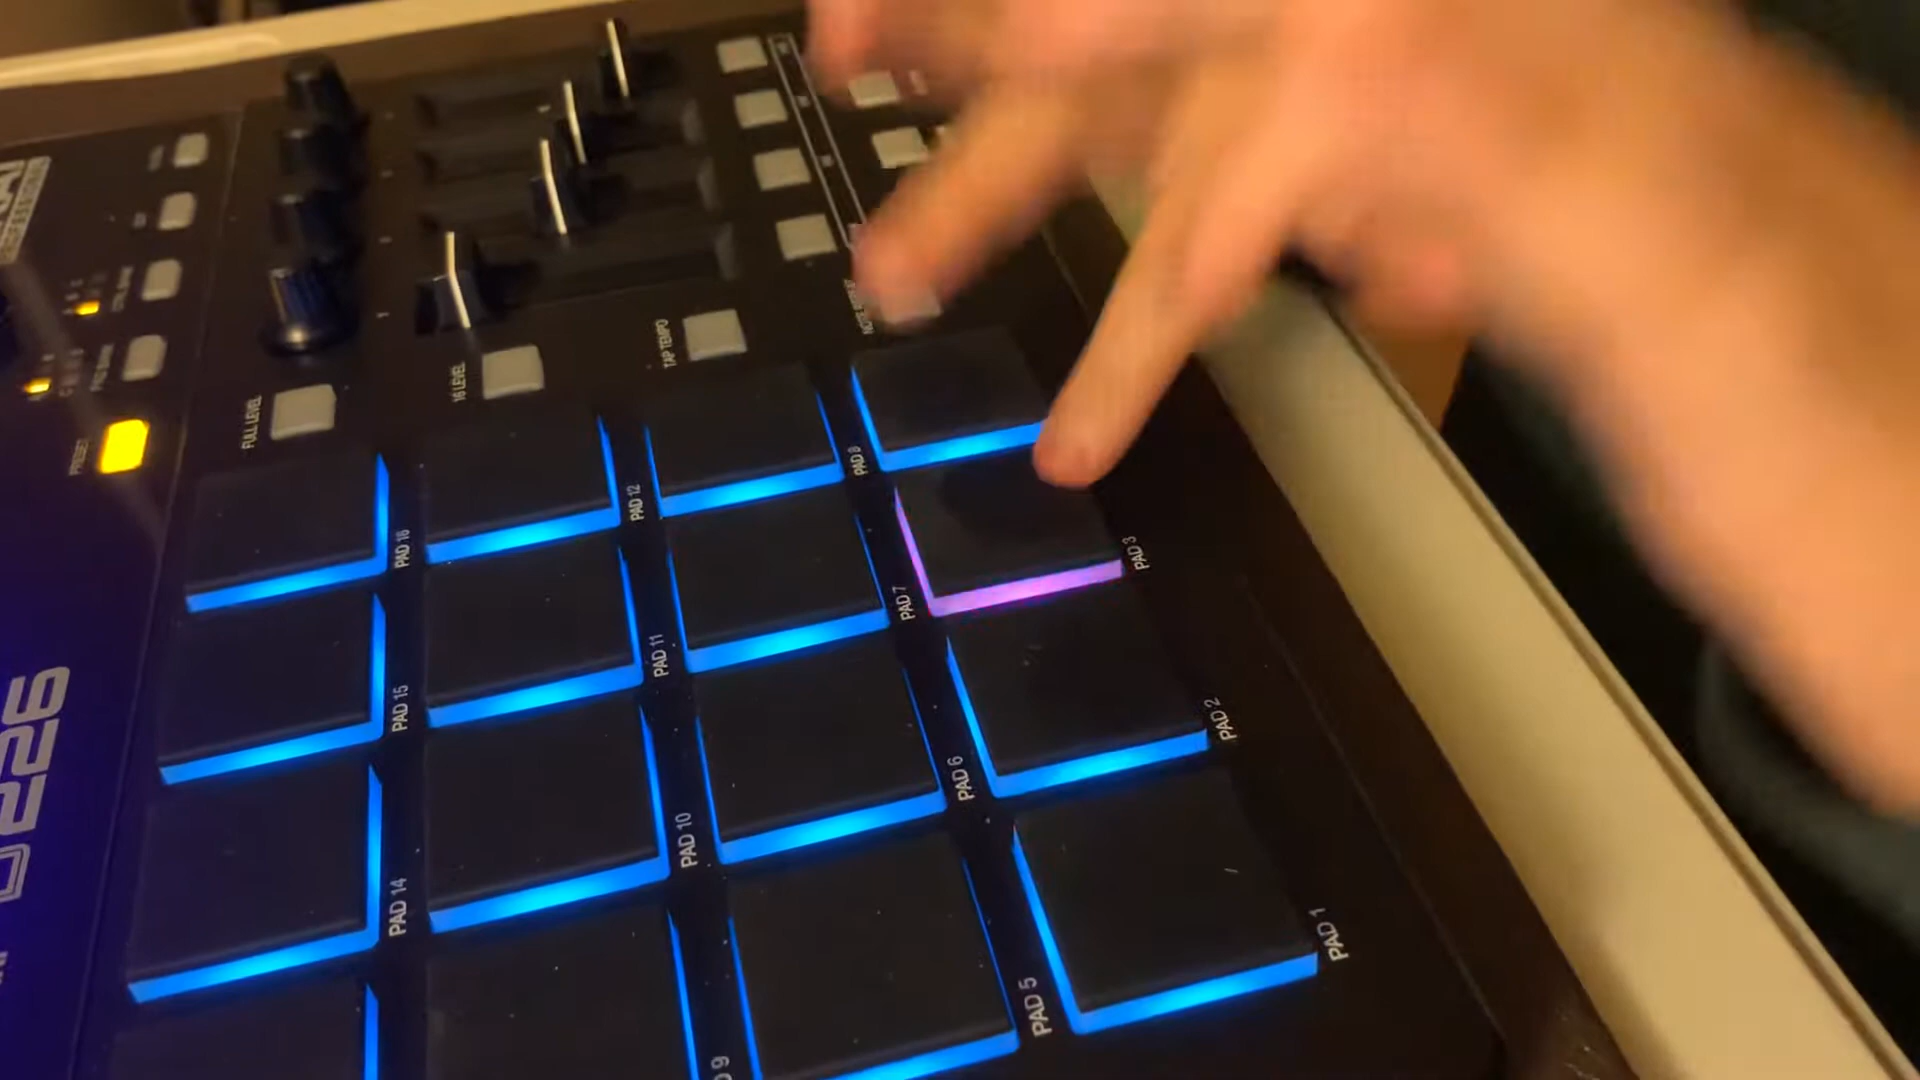 PRESET
FULL LEVEL
16 LEVEL
TAP TEMPO
PAD 16
PAD 12
PAD 8
PAD 15
PAD 11
PAD 7
PAD 3
PAD 14
PAD 10
PAD 6
PAD 2
9
PAD 5
PAD 1
226